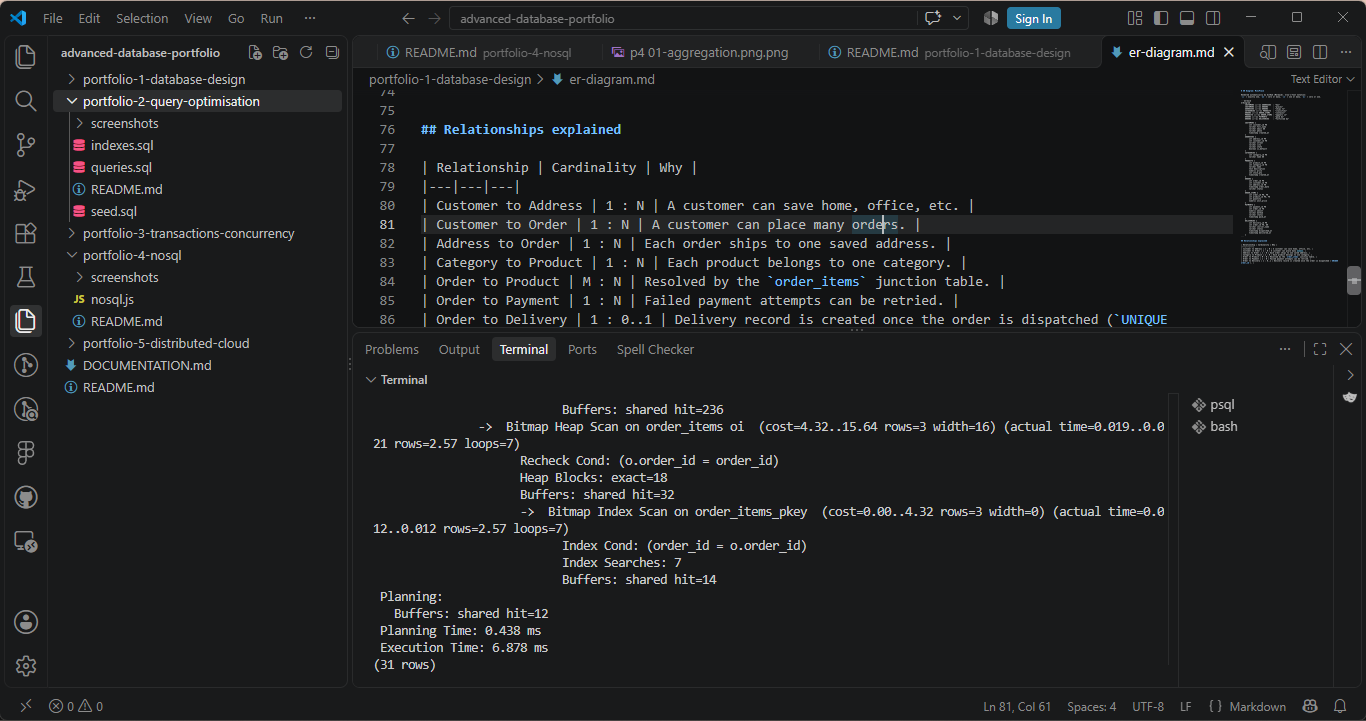 File Edit Selection View Go Run ···
advanced-database-portfolio
Sign In
advanced-database-portfolio
portfolio-1-database-design
portfolio-2-query-optimisation
screenshots
indexes.sql
queries.sql
README.md
seed.sql
portfolio-3-transactions-concurrency
portfolio-4-nosql
screenshots
JS nosql.js
README.md
portfolio-5-distributed-cloud
DOCUMENTATION.md
README.md
README.md portfolio-4-nosql p4 01-aggregation.png.png README.md portfolio-1-database-design er-diagram.md
portfolio-1-database-design > er-diagram.md
Text Editor
74
75
76 ## Relationships explained
77
78 | Relationship | Cardinality | Why |
79 |---|---|---|
80 | Customer to Address | 1 : N | A customer can save home, office, etc. |
81 | Customer to Order | 1 : N | A customer can place many orders. |
82 | Address to Order | 1 : N | Each order ships to one saved address. |
83 | Category to Product | 1 : N | Each product belongs to one category. |
84 | Order to Product | M : N | Resolved by the `order_items` junction table. |
85 | Order to Payment | 1 : N | Failed payment attempts can be retried. |
86 | Order to Delivery | 1 : 0..1 | Delivery record is created once the order is dispatched (`UNIQUE
Problems Output Terminal Ports Spell Checker
Terminal
Buffers: shared hit=236
-> Bitmap Heap Scan on order_items oi (cost=4.32..15.64 rows=3 width=16) (actual time=0.019..0.0
21 rows=2.57 loops=7)
Recheck Cond: (o.order_id = order_id)
Heap Blocks: exact=18
Buffers: shared hit=32
-> Bitmap Index Scan on order_items_pkey (cost=0.00..4.32 rows=3 width=0) (actual time=0.0
12..0.012 rows=2.57 loops=7)
Index Cond: (order_id = o.order_id)
Index Searches: 7
Buffers: shared hit=14
Planning:
Buffers: shared hit=12
Planning Time: 0.438 ms
Execution Time: 6.878 ms
(31 rows)
psql
bash
0 0
Ln 81, Col 61 Spaces: 4 UTF-8 LF { } Markdown